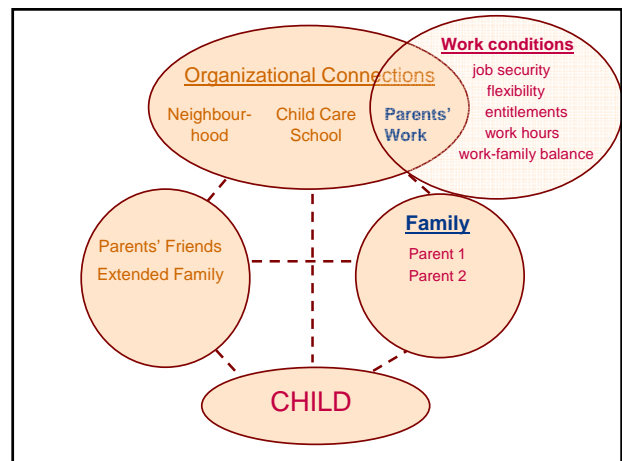 Work conditions
job security
flexibility
entitlements
work hours
work-family balance
Organizational Connections
Neighbour-
hood
Child Care
School
Parents'
Work
Parents' Friends
Extended Family
Family
Parent 1
Parent 2
CHILD